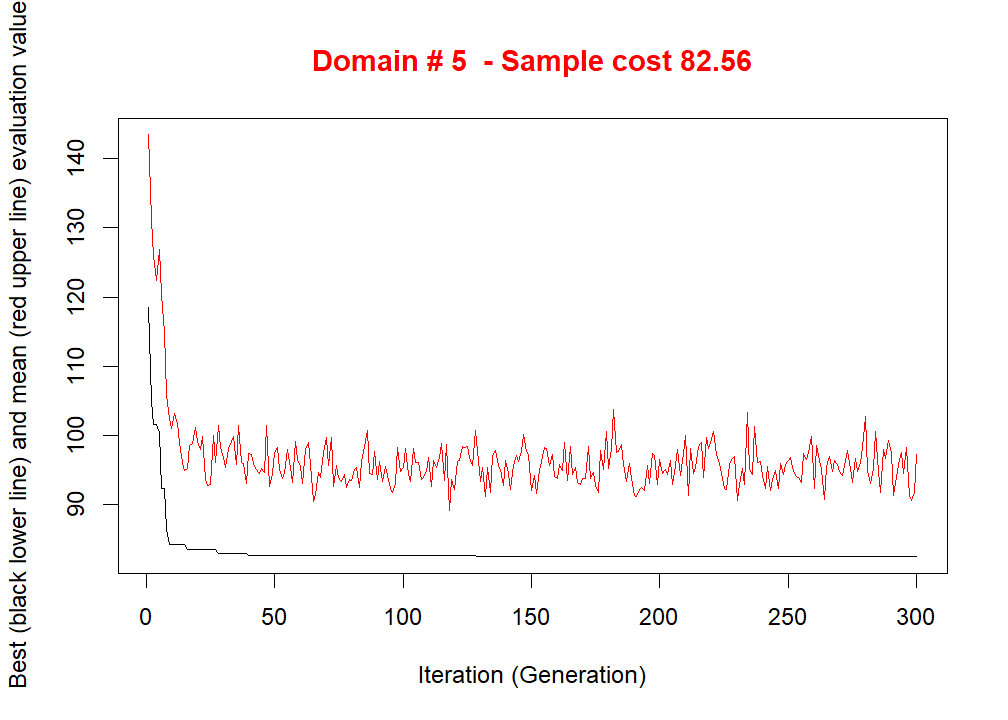 Domain # 5  - Sample cost 82.56
Best (black lower line) and mean (red upper line) evaluation value
140
130
120
110
100
90
0 50 100 150 200 250 300
Iteration (Generation)